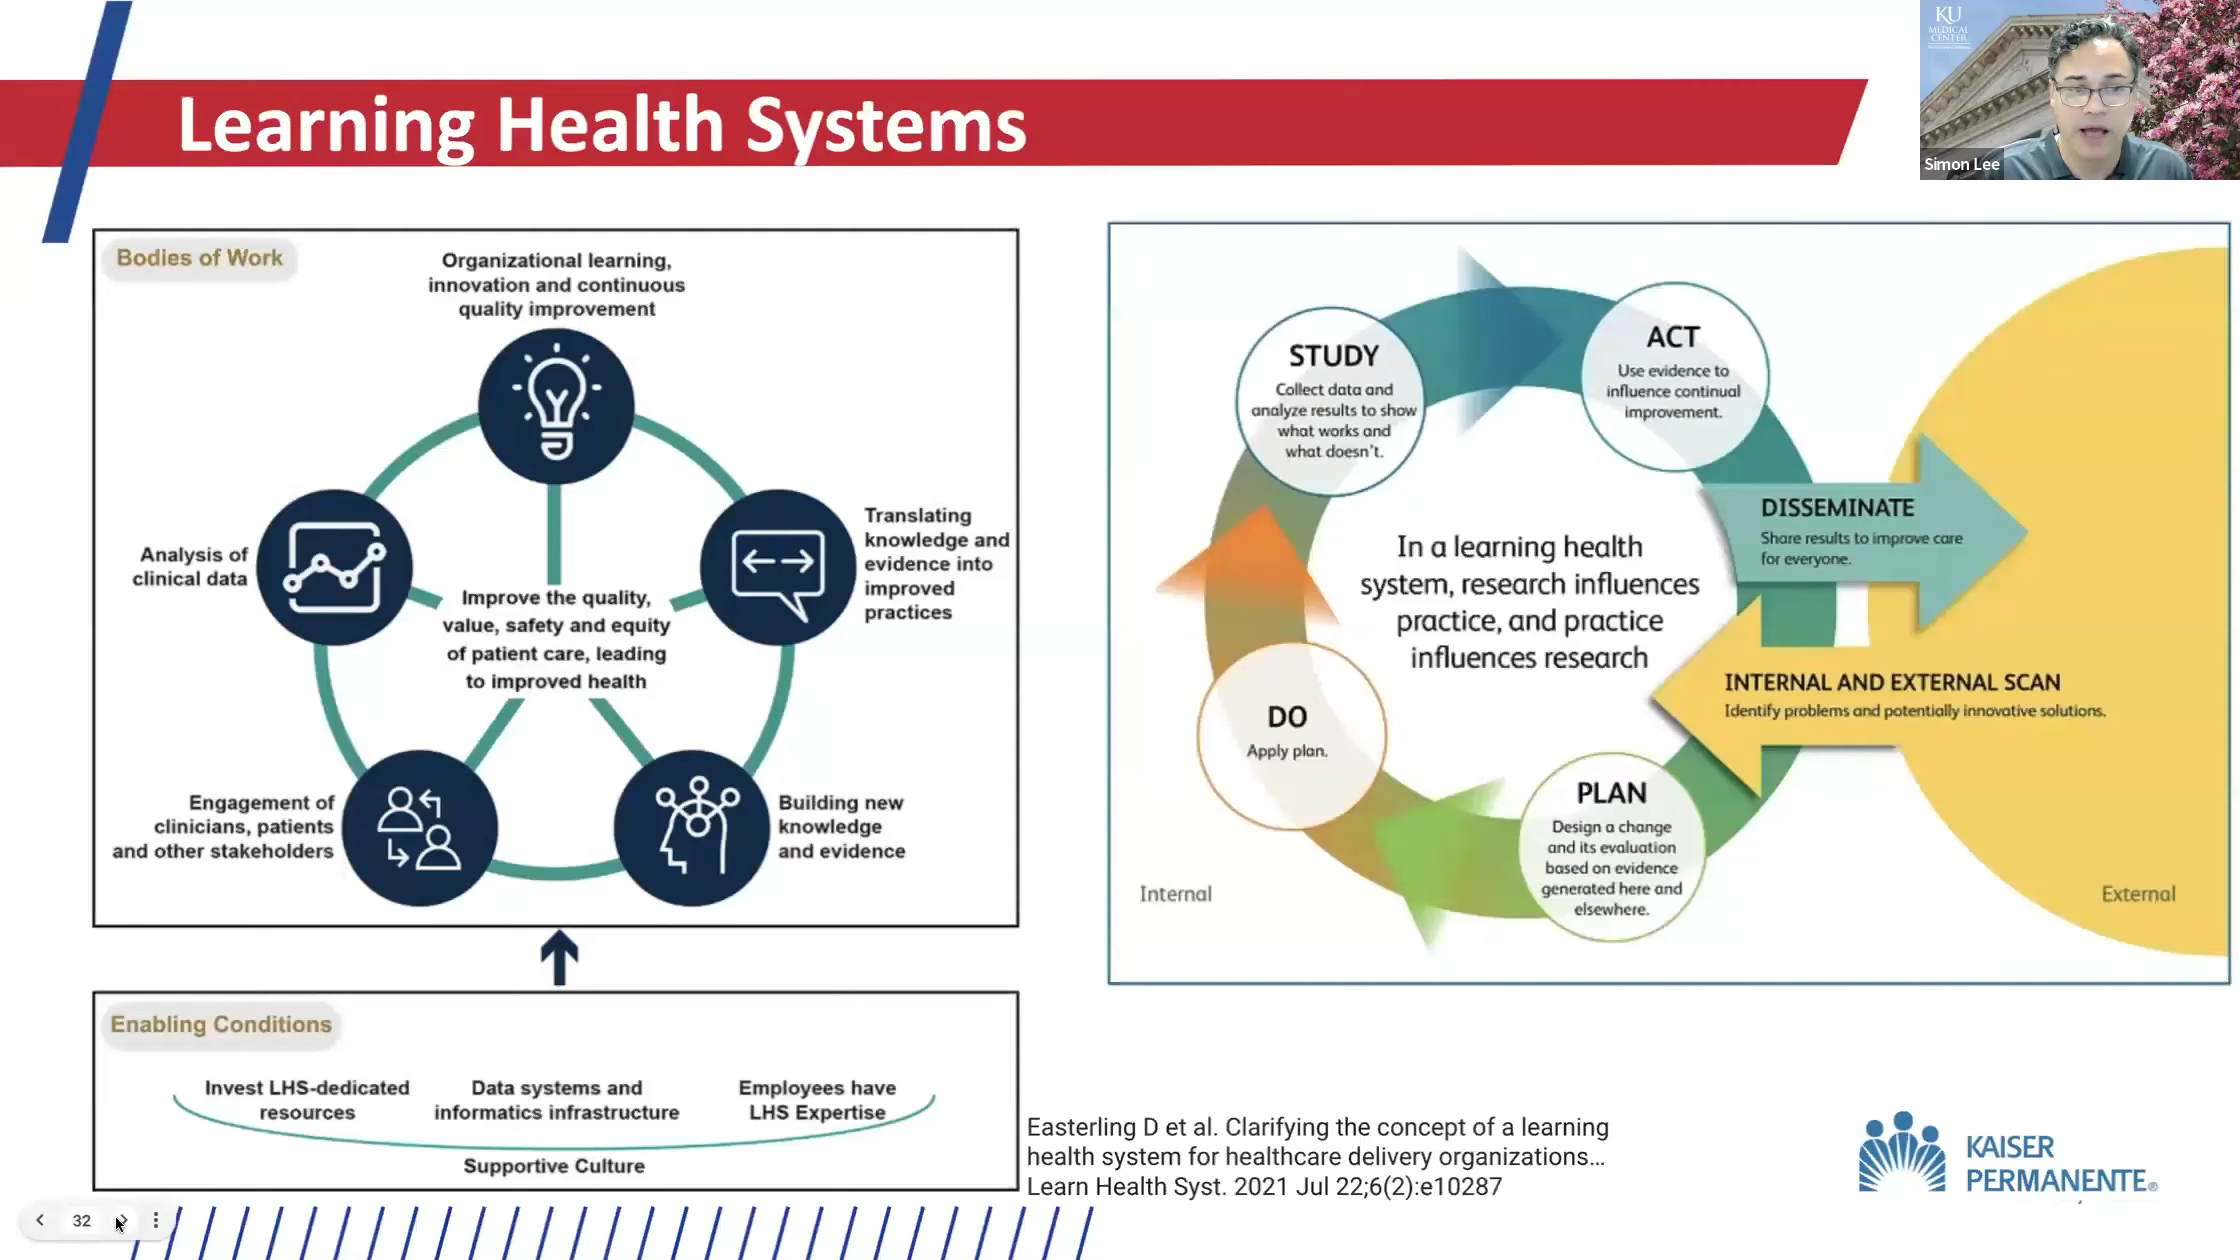 Learning Health Systems
KU
MEDICAL
CENTER
Simon Lee
Bodies of Work
Organizational learning,
innovation and continuous
quality improvement
Analysis of
clinical data
Translating
knowledge and
evidence into
improved
practices
Improve the quality,
value, safety and equity
of patient care, leading
to improved health
Engagement of
clinicians, patients
and other stakeholders
Building new
knowledge
and evidence
Enabling Conditions
Invest LHS-dedicated
resources
Data systems and
informatics infrastructure
Employees have
LHS Expertise
Supportive Culture
STUDY
Collect data and
analyze results to show
what works and
what doesn't.
ACT
Use evidence to
influence continual
improvement.
DISSEMINATE
Share results to improve care
for everyone.
In a learning health
system, research influences
practice, and practice
influences research
INTERNAL AND EXTERNAL SCAN
Identify problems and potentially innovative solutions.
DO
Apply plan.
PLAN
Design a change
and its evaluation
based on evidence
generated here and
elsewhere.
Internal
External
Easterling D et al. Clarifying the concept of a learning
health system for healthcare delivery organizations...
Learn Health Syst. 2021 Jul 22;6(2):e10287
KAISER
PERMANENTE®
32